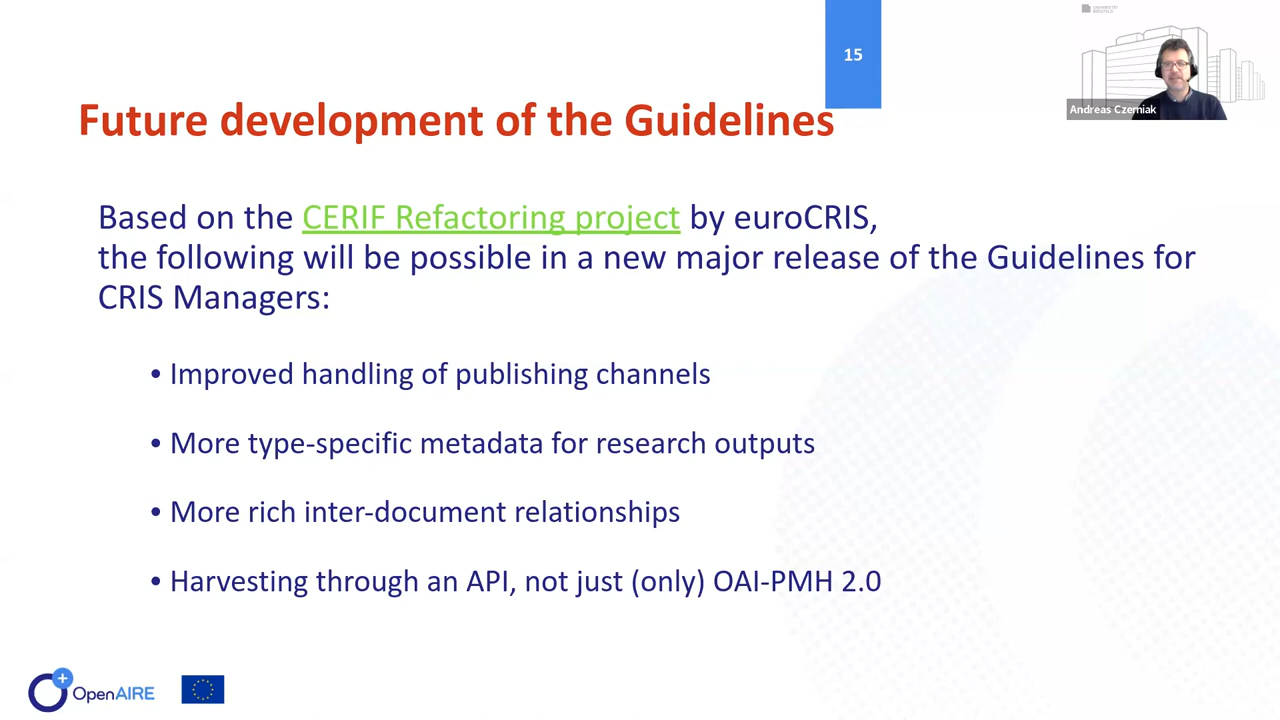 15
Andreas Czerniak
Future development of the Guidelines
Based on the CERIF Refactoring project by euroCRIS,
the following will be possible in a new major release of the Guidelines for
CRIS Managers:
• Improved handling of publishing channels
• More type-specific metadata for research outputs
• More rich inter-document relationships
• Harvesting through an API, not just (only) OAI-PMH 2.0
OpenAIRE